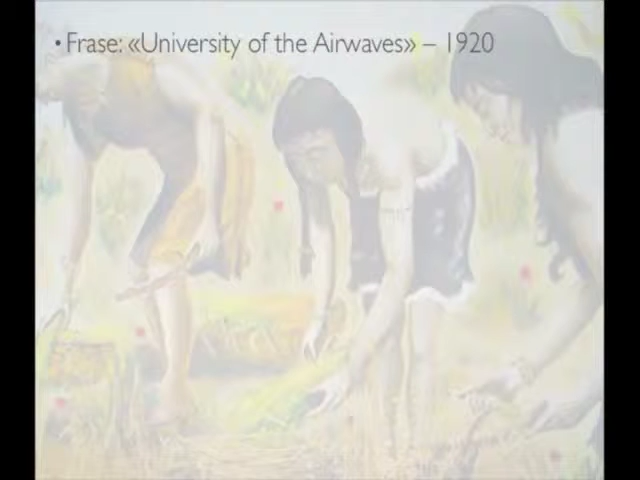 • Frase: «University of the Airwaves» – 1920